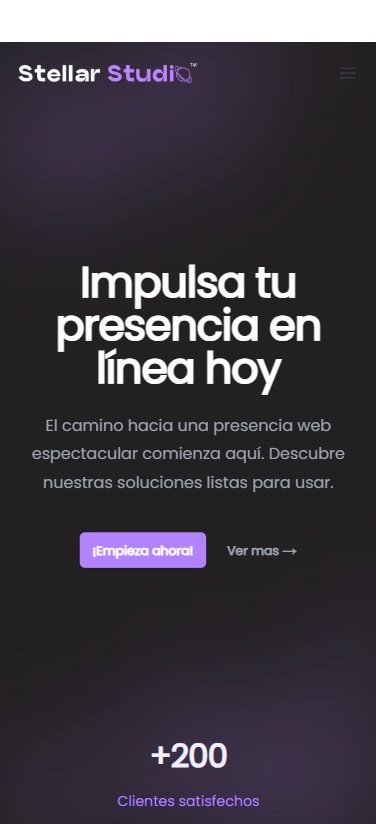 Stellar Studio™
Impulsa tu
presencia en
línea hoy
El camino hacia una presencia web
espectacular comienza aquí. Descubre
nuestras soluciones listas para usar.
¡Empieza ahora! Ver mas →
+200
Clientes satisfechos